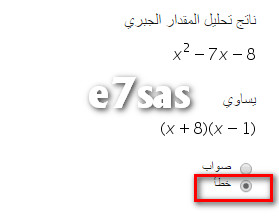 ناتج تحليل المقدار الجبري
x² − 7x − 8
e7sas
يساوي
(x + 8)(x − 1)
صواب
خطأ